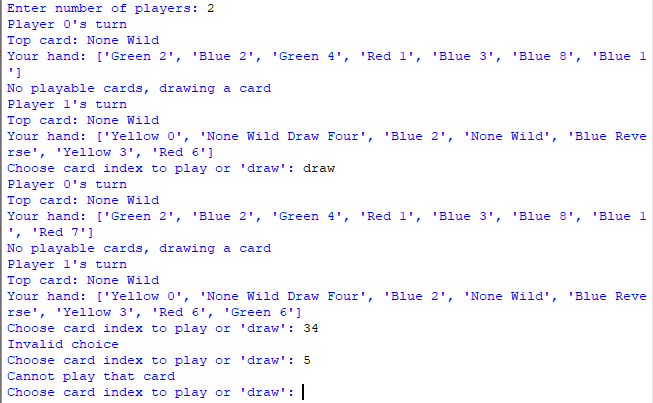 Enter number of players: 2
Player 0's turn
Top card: None Wild
Your hand: ['Green 2', 'Blue 2', 'Green 4', 'Red 1', 'Blue 3', 'Blue 8', 'Blue 1
']
No playable cards, drawing a card
Player 1's turn
Top card: None Wild
Your hand: ['Yellow 0', 'None Wild Draw Four', 'Blue 2', 'None Wild', 'Blue Reve
rse', 'Yellow 3', 'Red 6']
Choose card index to play or 'draw': draw
Player 0's turn
Top card: None Wild
Your hand: ['Green 2', 'Blue 2', 'Green 4', 'Red 1', 'Blue 3', 'Blue 8', 'Blue 1
', 'Red 7']
No playable cards, drawing a card
Player 1's turn
Top card: None Wild
Your hand: ['Yellow 0', 'None Wild Draw Four', 'Blue 2', 'None Wild', 'Blue Reve
rse', 'Yellow 3', 'Red 6', 'Green 6']
Choose card index to play or 'draw': 34
Invalid choice
Choose card index to play or 'draw': 5
Cannot play that card
Choose card index to play or 'draw':